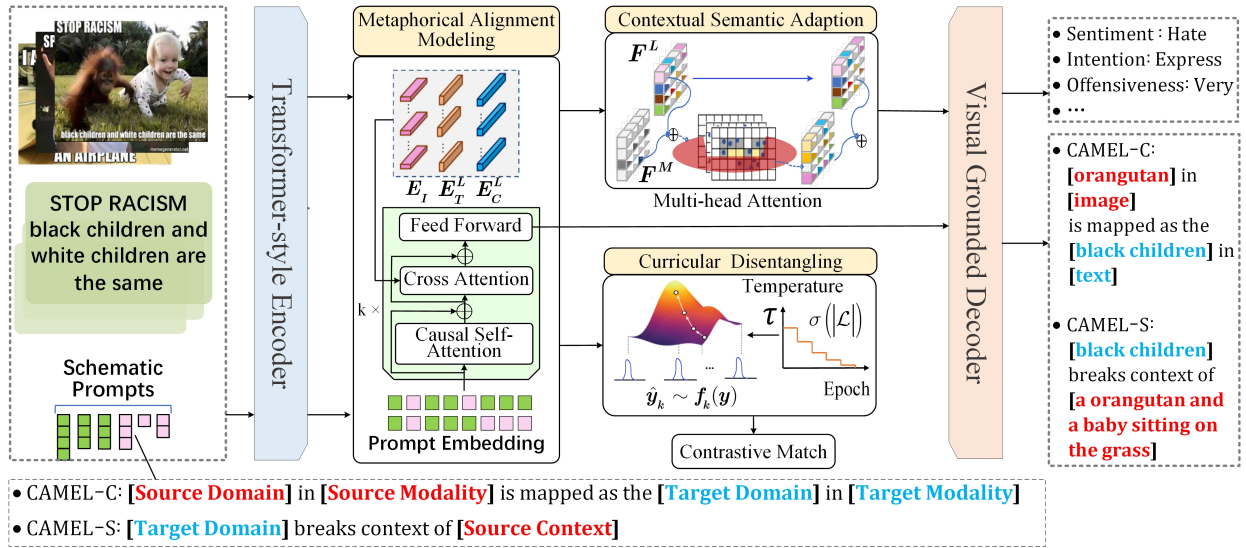 STOP RACISM
SP
I A
black children and white children are the same
memegenerator.net
AN AIRPLANE
STOP RACISM
black children and
white children are
the same
Schematic
Prompts
Transformer-style Encoder
Metaphorical Alignment
Modeling
E_I E_T^L E_C^L
Feed Forward
Cross Attention
k ×
Causal Self-
Attention
Prompt Embedding
Contextual Semantic Adaption
F^L
F^M
Multi-head Attention
Curricular Disentangling
Temperature
τ
σ(|ℒ|)
...
Epoch
ŷ_k ~ f_k(y)
Contrastive Match
Visual Grounded Decoder
• Sentiment : Hate
• Intention: Express
• Offensiveness: Very
• ...
• CAMEL-C:
[orangutan] in
[image]
is mapped as the
[black children] in
[text]
• CAMEL-S:
[black children]
breaks context of
[a orangutan and
a baby sitting on
the grass]
• CAMEL-C: [Source Domain] in [Source Modality] is mapped as the [Target Domain] in [Target Modality]
• CAMEL-S: [Target Domain] breaks context of [Source Context]